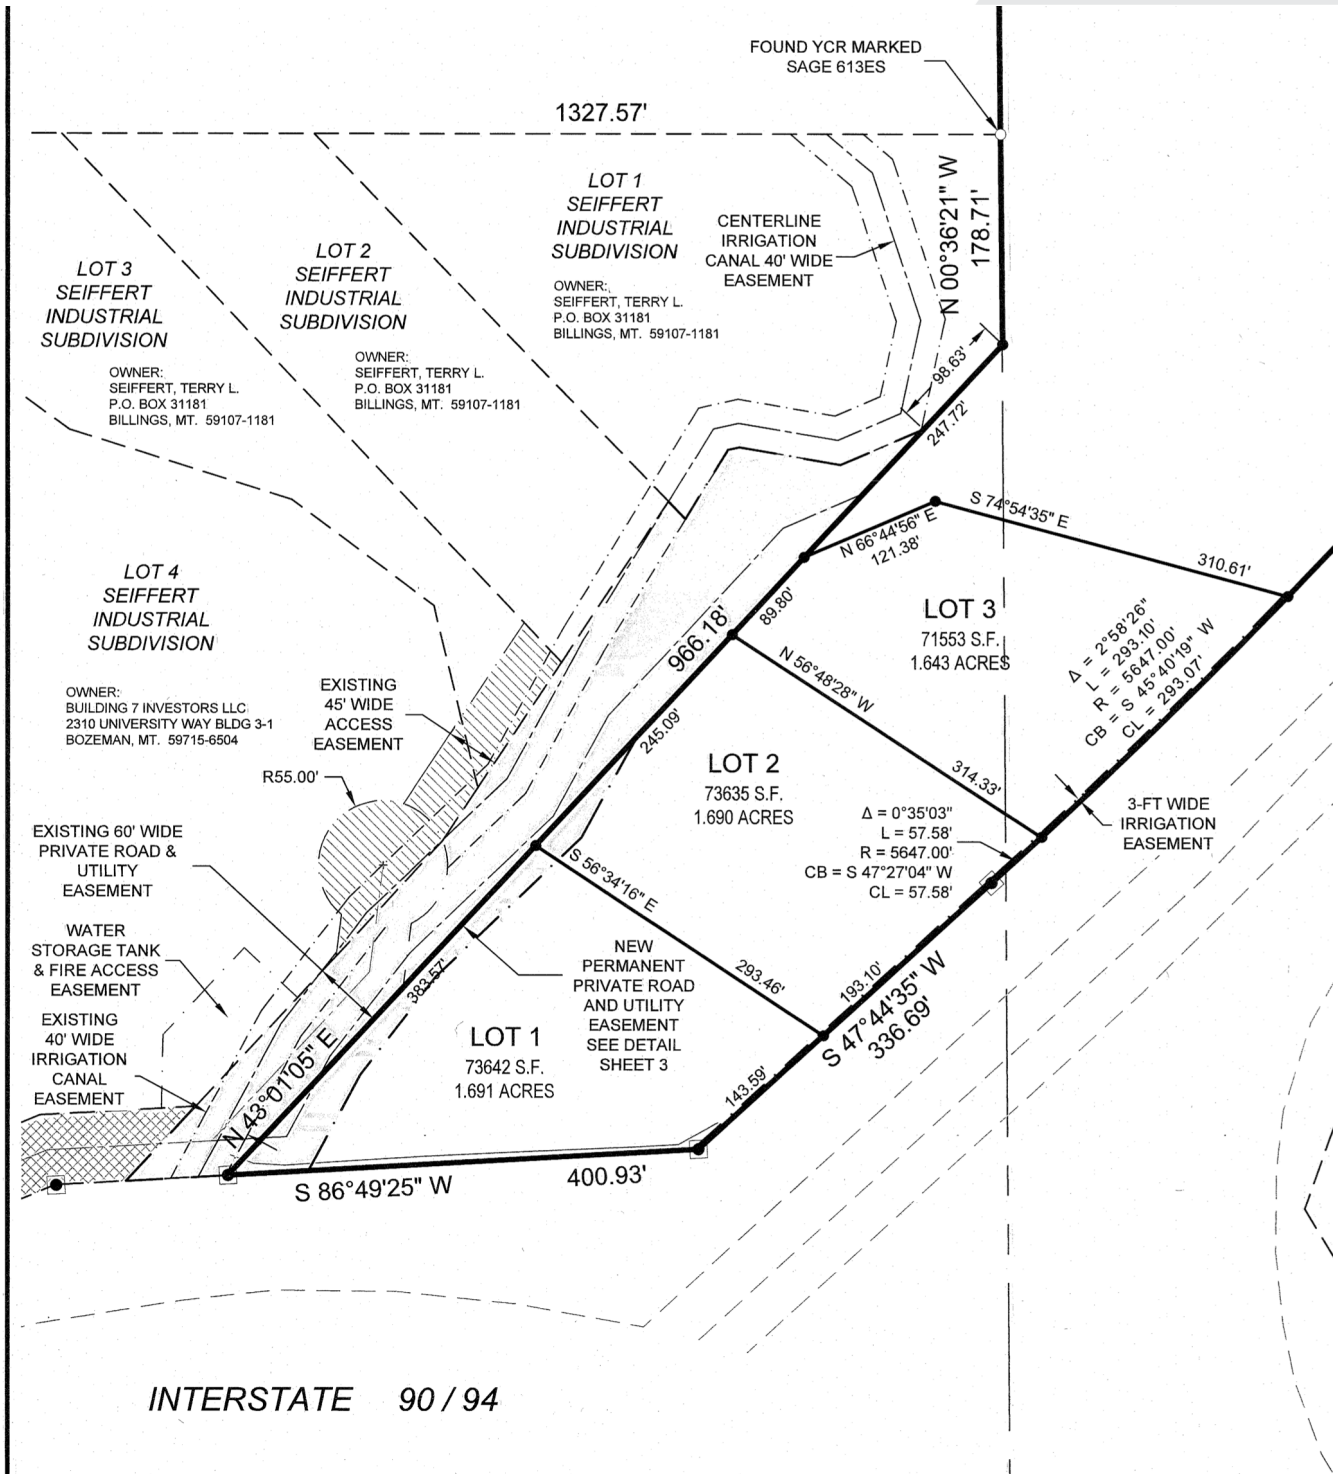 FOUND YCR MARKED
SAGE 613ES
1327.57'
N 00°36'21" W
178.71'
LOT 1
SEIFFERT
INDUSTRIAL
SUBDIVISION
OWNER:
SEIFFERT, TERRY L.
P.O. BOX 31181
BILLINGS, MT. 59107-1181
CENTERLINE
IRRIGATION
CANAL 40' WIDE
EASEMENT
LOT 2
SEIFFERT
INDUSTRIAL
SUBDIVISION
OWNER:
SEIFFERT, TERRY L.
P.O. BOX 31181
BILLINGS, MT. 59107-1181
LOT 3
SEIFFERT
INDUSTRIAL
SUBDIVISION
OWNER:
SEIFFERT, TERRY L.
P.O. BOX 31181
BILLINGS, MT. 59107-1181
98.63'
247.72'
S 74°54'35" E
310.61'
N 66°44'56" E
121.38'
LOT 4
SEIFFERT
INDUSTRIAL
SUBDIVISION
OWNER:
BUILDING 7 INVESTORS LLC
2310 UNIVERSITY WAY BLDG 3-1
BOZEMAN, MT. 59715-6504
LOT 3
71553 S.F.
1.643 ACRES
Δ = 2°58'26"
L = 293.10'
R = 5647.00'
CB = S 45°40'19" W
CL = 293.07'
966.18'
89.80'
N 56°48'28" W
314.33'
245.09'
EXISTING
45' WIDE
ACCESS
EASEMENT
R55.00'
LOT 2
73635 S.F.
1.690 ACRES
Δ = 0°35'03"
L = 57.58'
R = 5647.00'
CB = S 47°27'04" W
CL = 57.58'
3-FT WIDE
IRRIGATION
EASEMENT
EXISTING 60' WIDE
PRIVATE ROAD &
UTILITY
EASEMENT
S 56°34'16" E
293.46'
WATER
STORAGE TANK
& FIRE ACCESS
EASEMENT
NEW
PERMANENT
PRIVATE ROAD
AND UTILITY
EASEMENT
SEE DETAIL
SHEET 3
383.57'
193.10'
S 47°44'35" W
336.69'
EXISTING
40' WIDE
IRRIGATION
CANAL
EASEMENT
LOT 1
73642 S.F.
1.691 ACRES
N 43°01'05" E
143.59'
S 86°49'25" W
400.93'
INTERSTATE 90 / 94